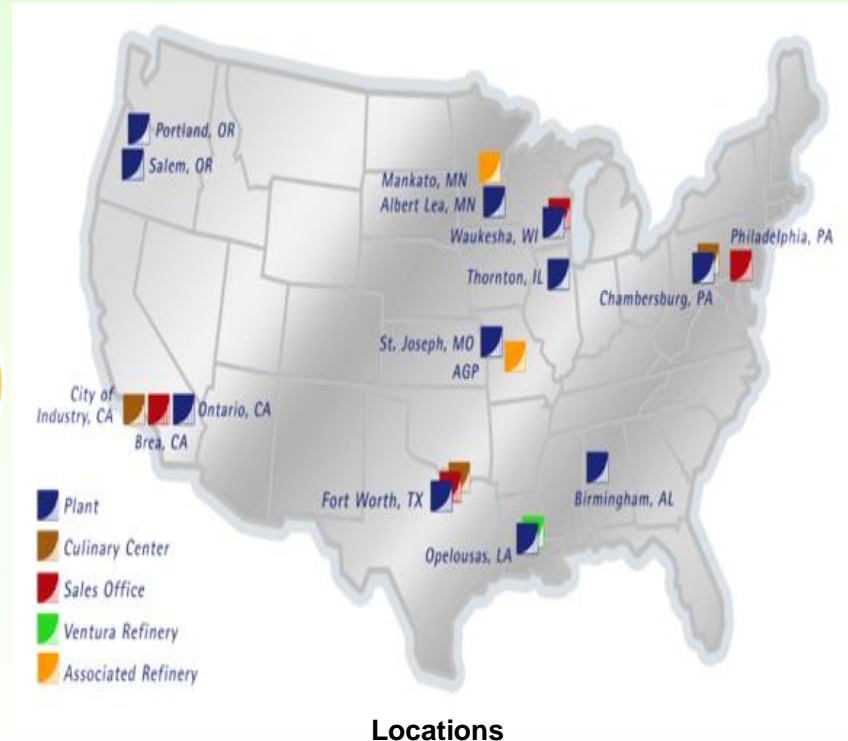 Portland, OR
Salem, OR
Mankato, MN
Albert Lea, MN
Waukesha, WI
Philadelphia, PA
Thornton, IL
Chambersburg, PA
St. Joseph, MO
AGP
City of
Industry, CA
Ontario, CA
Brea, CA
Fort Worth, TX
Birmingham, AL
Opelousas, LA
Plant
Culinary Center
Sales Office
Ventura Refinery
Associated Refinery
Locations